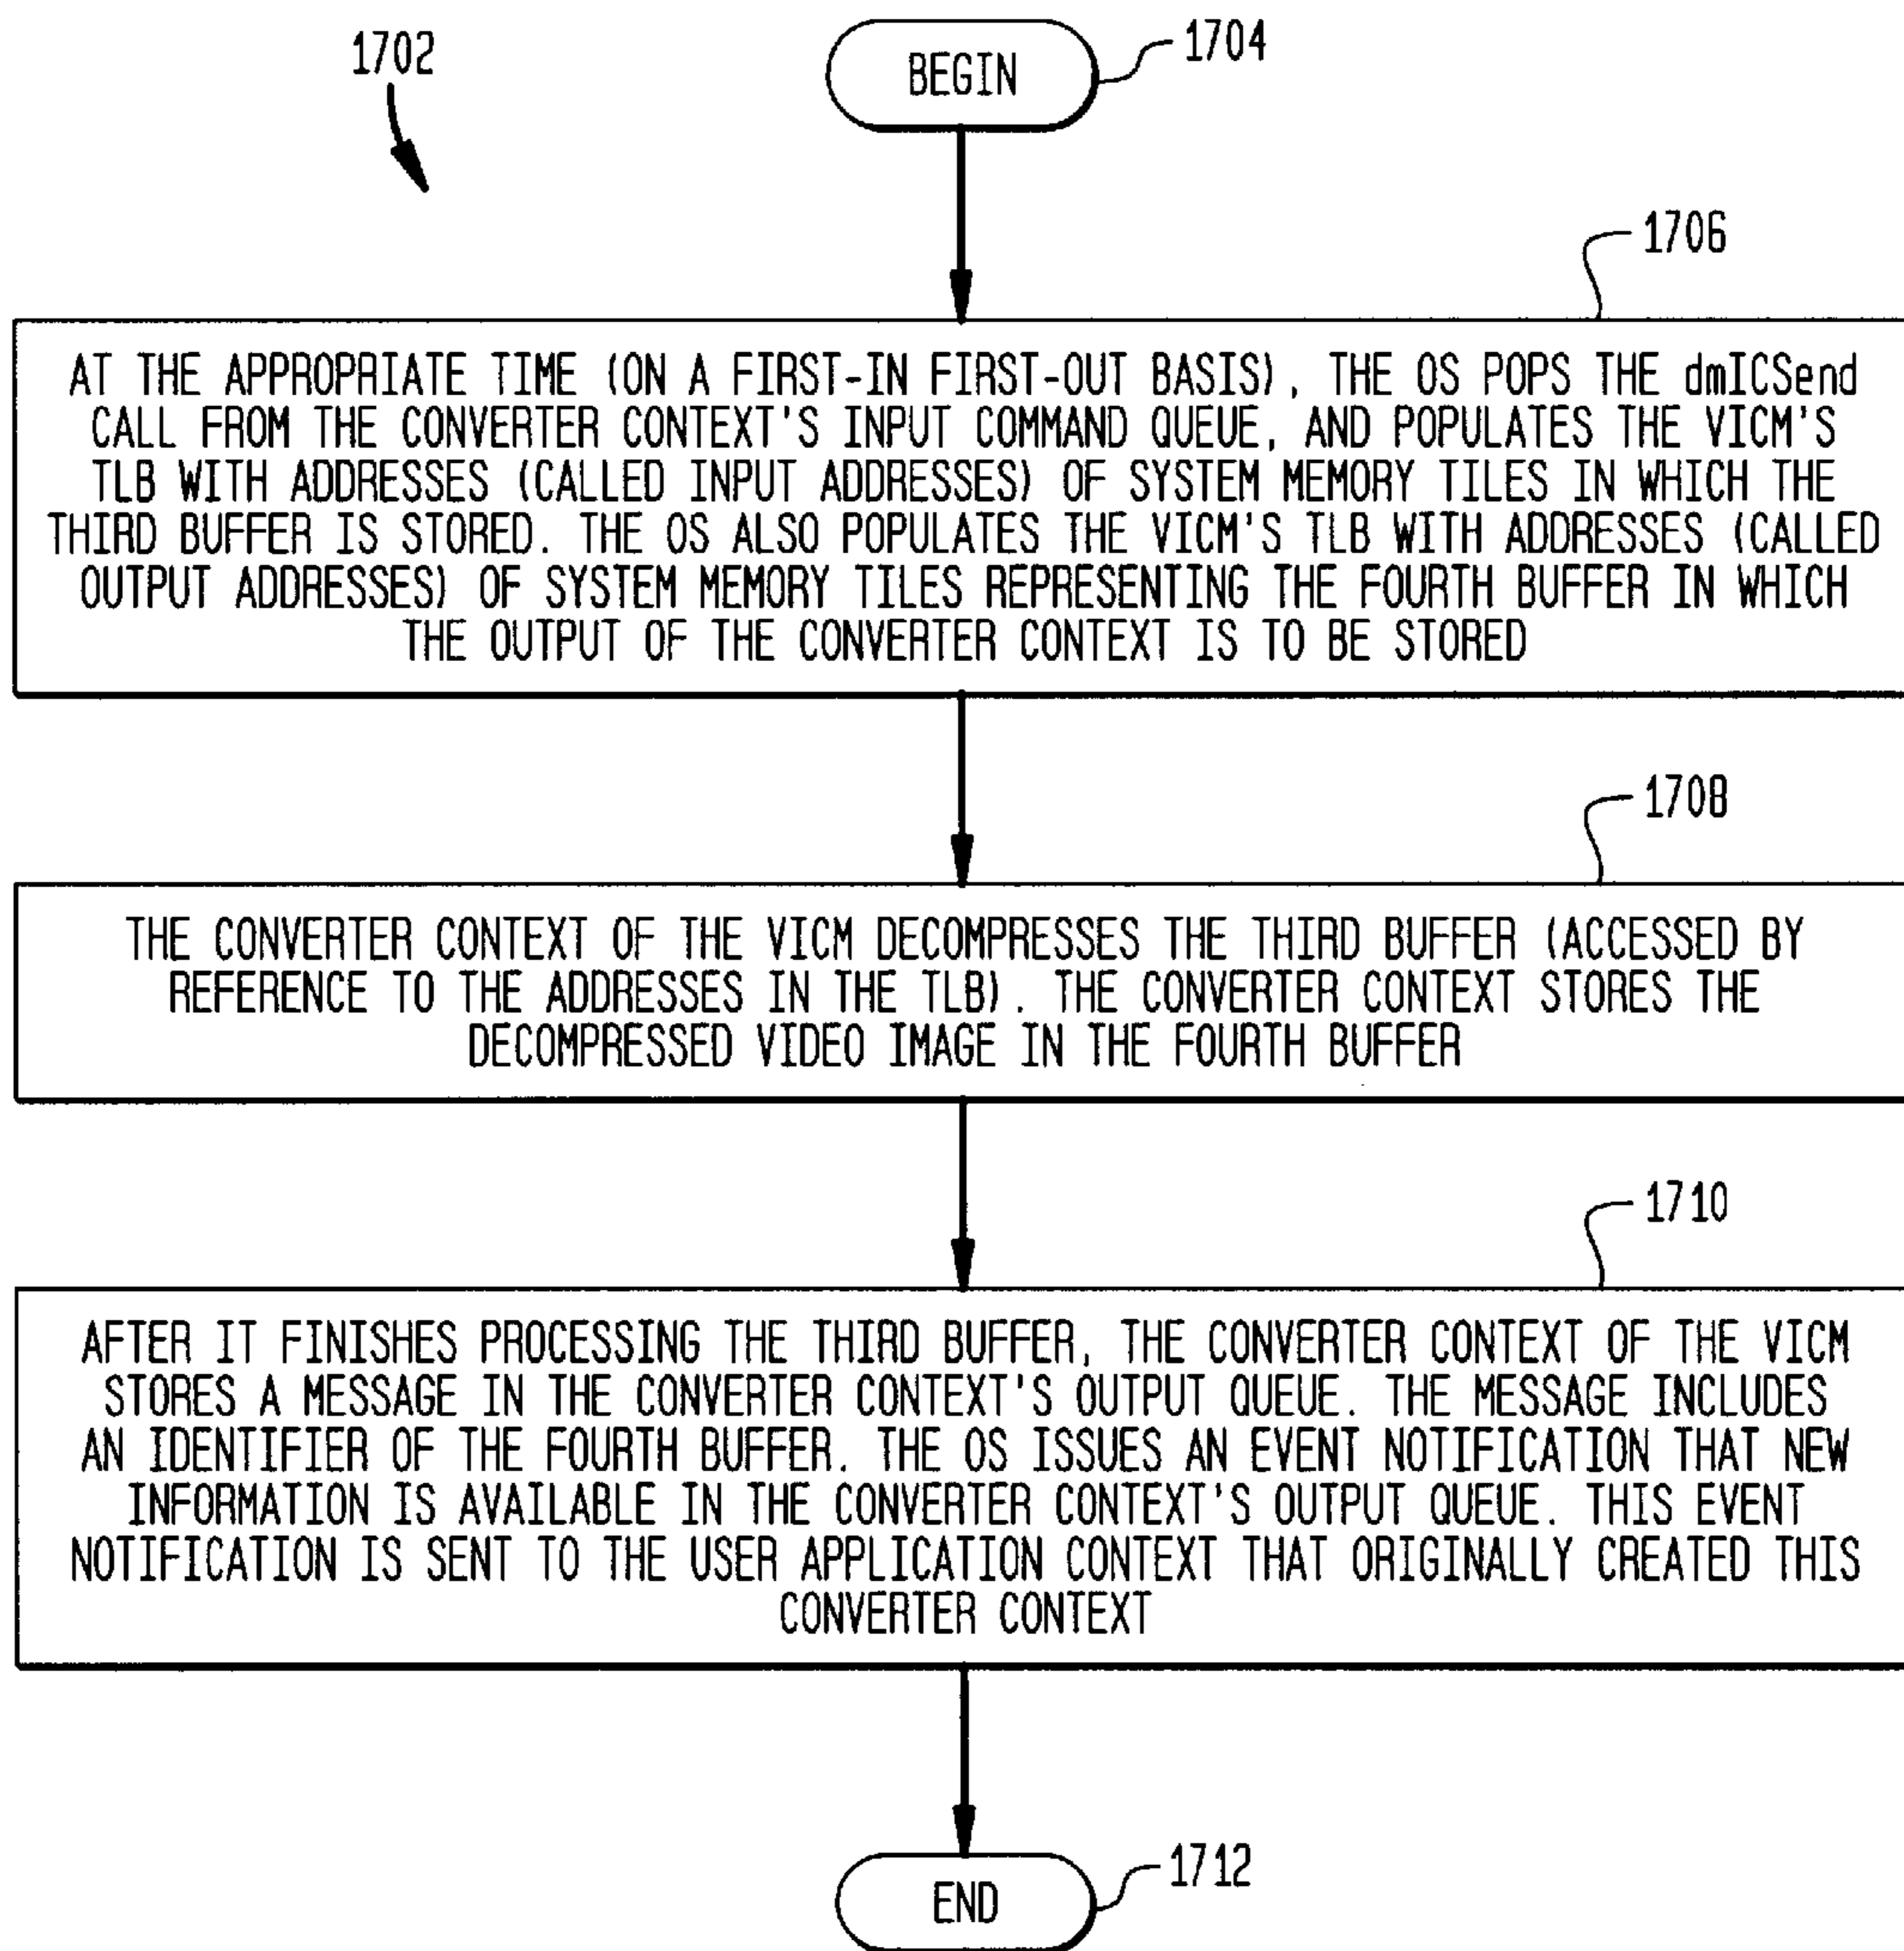 1702
BEGIN
1704
1706
AT THE APPROPRIATE TIME (ON A FIRST-IN FIRST-OUT BASIS), THE OS POPS THE dmICSend
CALL FROM THE CONVERTER CONTEXT'S INPUT COMMAND QUEUE, AND POPULATES THE VICM'S
TLB WITH ADDRESSES (CALLED INPUT ADDRESSES) OF SYSTEM MEMORY TILES IN WHICH THE
THIRD BUFFER IS STORED. THE OS ALSO POPULATES THE VICM'S TLB WITH ADDRESSES (CALLED
OUTPUT ADDRESSES) OF SYSTEM MEMORY TILES REPRESENTING THE FOURTH BUFFER IN WHICH
THE OUTPUT OF THE CONVERTER CONTEXT IS TO BE STORED
1708
THE CONVERTER CONTEXT OF THE VICM DECOMPRESSES THE THIRD BUFFER (ACCESSED BY
REFERENCE TO THE ADDRESSES IN THE TLB). THE CONVERTER CONTEXT STORES THE
DECOMPRESSED VIDEO IMAGE IN THE FOURTH BUFFER
1710
AFTER IT FINISHES PROCESSING THE THIRD BUFFER, THE CONVERTER CONTEXT OF THE VICM
STORES A MESSAGE IN THE CONVERTER CONTEXT'S OUTPUT QUEUE. THE MESSAGE INCLUDES
AN IDENTIFIER OF THE FOURTH BUFFER. THE OS ISSUES AN EVENT NOTIFICATION THAT NEW
INFORMATION IS AVAILABLE IN THE CONVERTER CONTEXT'S OUTPUT QUEUE. THIS EVENT
NOTIFICATION IS SENT TO THE USER APPLICATION CONTEXT THAT ORIGINALLY CREATED THIS
CONVERTER CONTEXT
END
1712